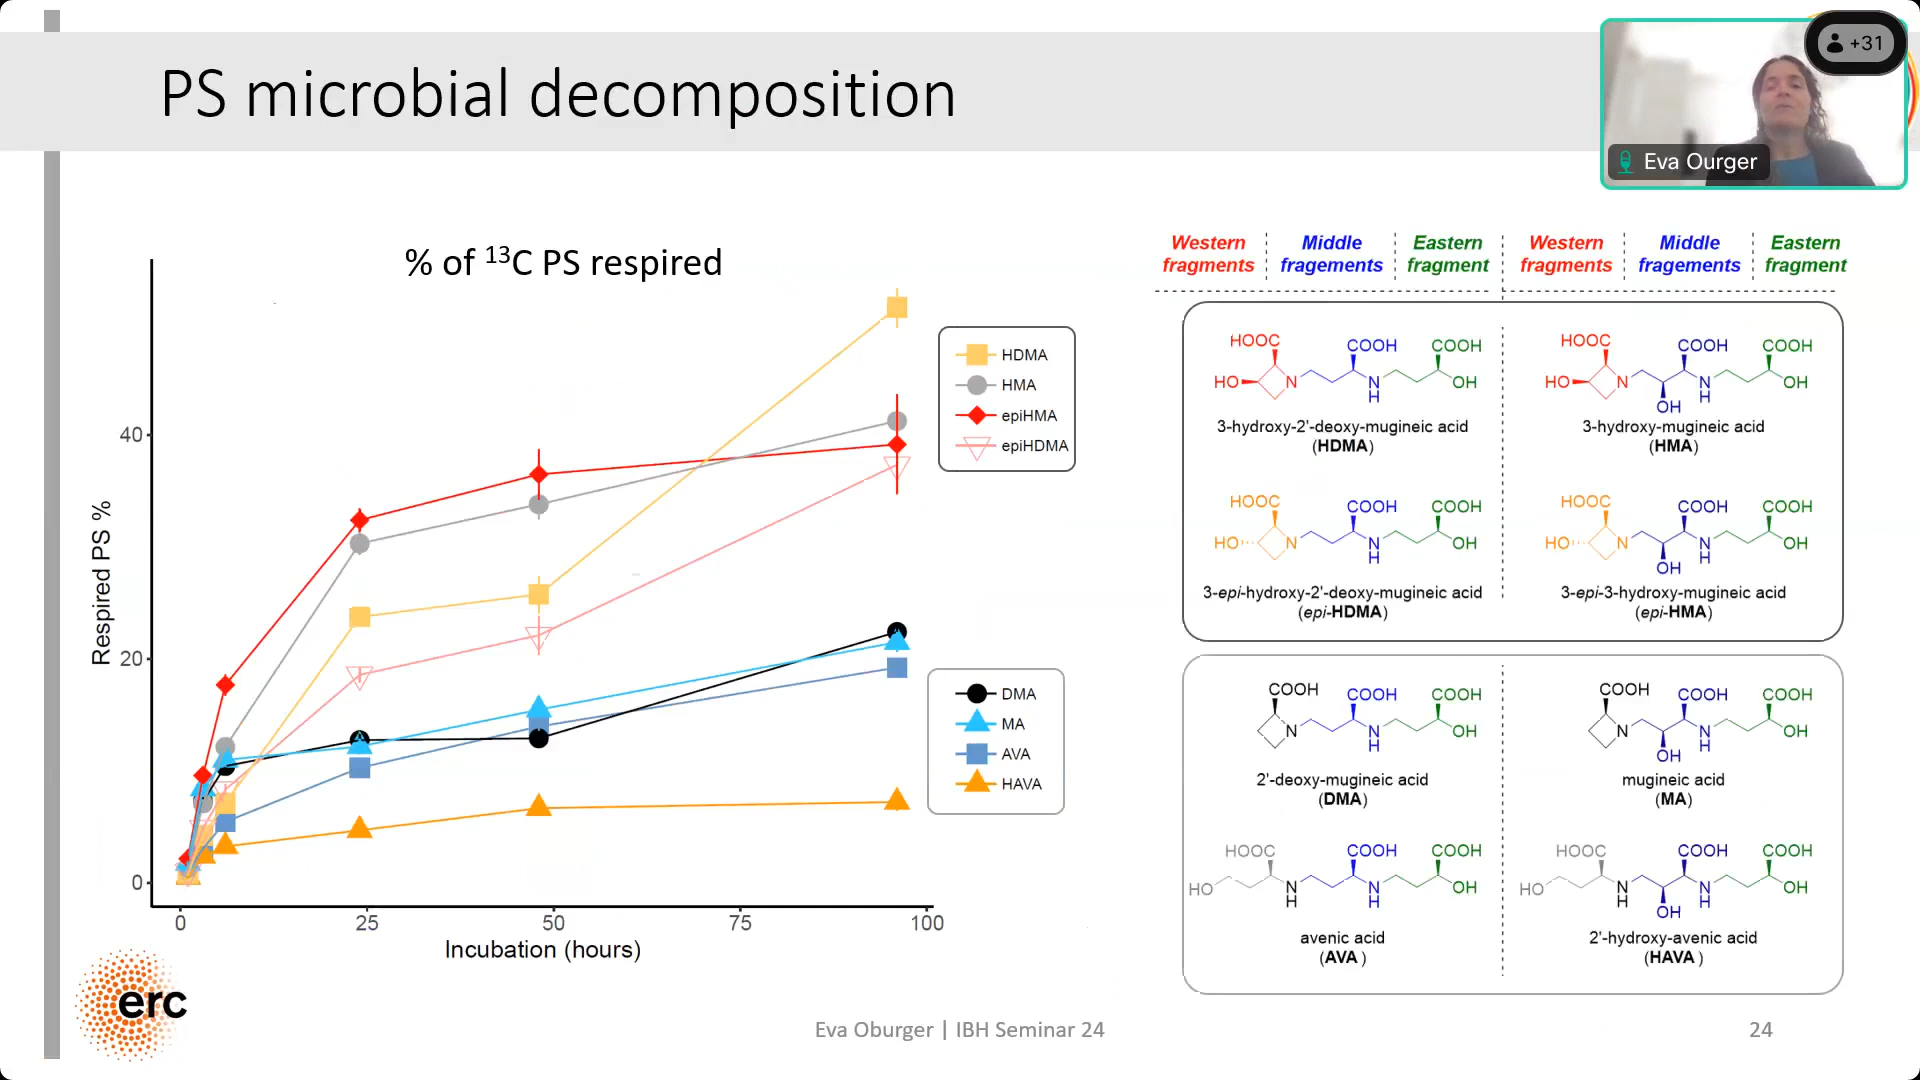 PS microbial decomposition
+31
Eva Ourger
% of ¹³C PS respired
Respired PS %
40
20
0
0
25
50
75
100
Incubation (hours)
HDMA
HMA
epiHMA
epiHDMA
DMA
MA
AVA
HAVA
Western fragments
Middle fragements
Eastern fragment
Western fragments
Middle fragements
Eastern fragment
HOOC
COOH
COOH
HO
N
N
H
OH
3-hydroxy-2'-deoxy-mugineic acid
(HDMA)
HOOC
COOH
COOH
HO
N
N
H
OH
OH
3-hydroxy-mugineic acid
(HMA)
HOOC
COOH
COOH
HO
N
N
H
OH
3-epi-hydroxy-2'-deoxy-mugineic acid
(epi-HDMA)
HOOC
COOH
COOH
HO
N
N
H
OH
OH
3-epi-3-hydroxy-mugineic acid
(epi-HMA)
COOH
COOH
COOH
N
N
H
OH
2'-deoxy-mugineic acid
(DMA)
COOH
COOH
COOH
N
N
H
OH
OH
mugineic acid
(MA)
HOOC
COOH
COOH
HO
N
H
N
H
OH
avenic acid
(AVA )
HOOC
COOH
COOH
HO
N
H
N
H
OH
OH
2'-hydroxy-avenic acid
(HAVA )
erc
Eva Oburger | IBH Seminar 24
24